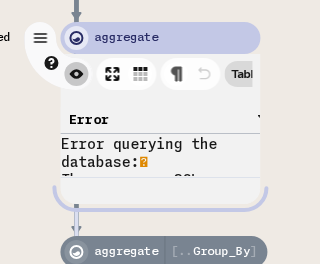 ed
aggregate
Tabl
Error
Error querying the
database:
aggregate [..Group_By]